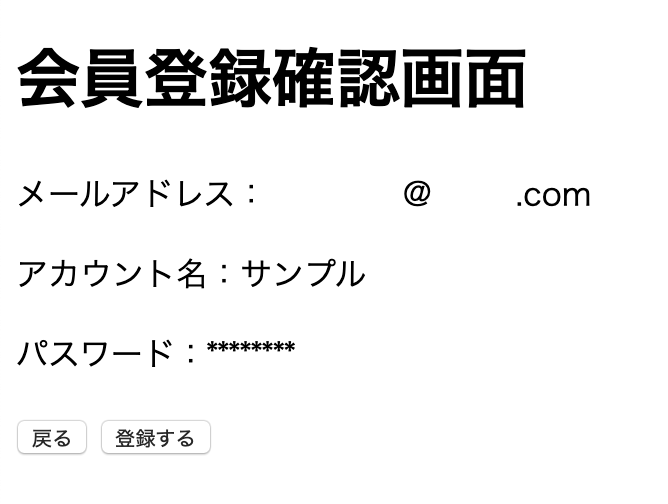 会員登録確認画面
メールアドレス： @ .com
アカウント名：サンプル
パスワード：********
戻る 登録する